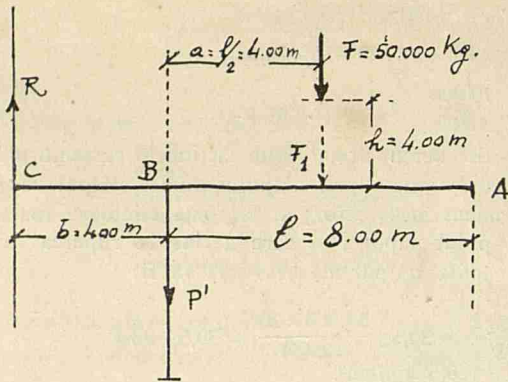 a = l/2 = 4.00 m
F = 50.000 Kg.
R
F1
h = 4.00 m
C
B
A
b = 4.00 m
l = 8.00 m
P'